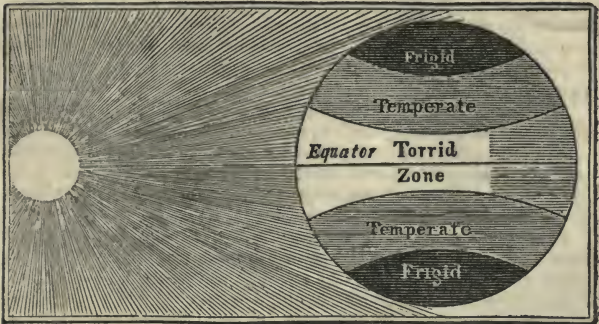 Frigid
Temperate
Equator Torrid
Zone
Temperate
Frigid